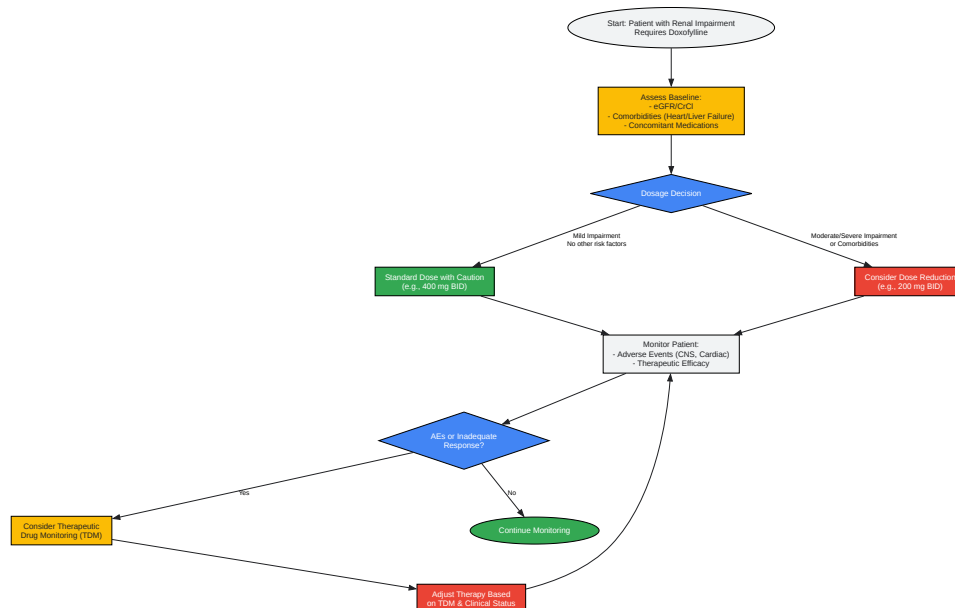 Start: Patient with Renal Impairment
Requires Doxofylline
Assess Baseline:
- eGFR/CrCl
- Comorbidities (Heart/Liver Failure)
- Concomitant Medications
Dosage Decision
Mild Impairment
No other risk factors
Moderate/Severe Impairment
or Comorbidities
Standard Dose with Caution
(e.g., 400 mg BID)
Consider Dose Reduction
(e.g., 200 mg BID)
Monitor Patient:
- Adverse Events (CNS, Cardiac)
- Therapeutic Efficacy
AEs or Inadequate
Response?
Yes
No
Consider Therapeutic
Drug Monitoring (TDM)
Continue Monitoring
Adjust Therapy Based
on TDM & Clinical Status